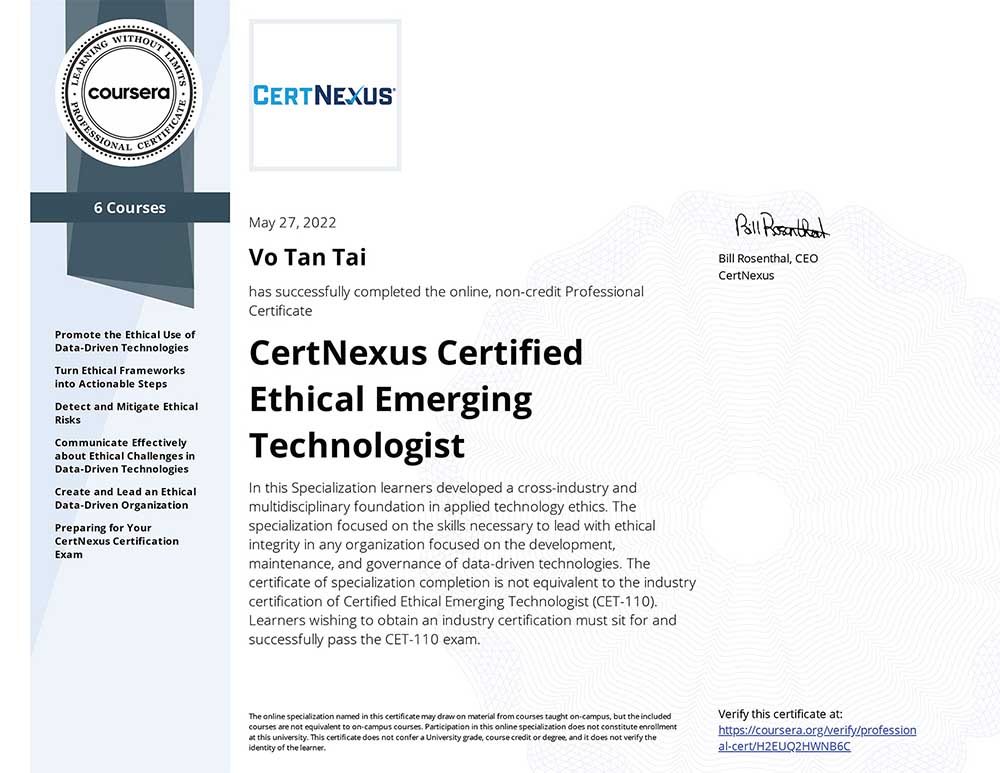 LEARNING WITHOUT LIMITS
coursera
PROFESSIONAL CERTIFICATE
6 Courses
Promote the Ethical Use of
Data-Driven Technologies
Turn Ethical Frameworks
into Actionable Steps
Detect and Mitigate Ethical
Risks
Communicate Effectively
about Ethical Challenges in
Data-Driven Technologies
Create and Lead an Ethical
Data-Driven Organization
Preparing for Your
CertNexus Certification
Exam
CERTNEXUS®
May 27, 2022
Vo Tan Tai
has successfully completed the online, non-credit Professional
Certificate
CertNexus Certified
Ethical Emerging
Technologist
In this Specialization learners developed a cross-industry and
multidisciplinary foundation in applied technology ethics. The
specialization focused on the skills necessary to lead with ethical
integrity in any organization focused on the development,
maintenance, and governance of data-driven technologies. The
certificate of specialization completion is not equivalent to the industry
certification of Certified Ethical Emerging Technologist (CET-110).
Learners wishing to obtain an industry certification must sit for and
successfully pass the CET-110 exam.
The online specialization named in this certificate may draw on material from courses taught on-campus, but the included
courses are not equivalent to on-campus courses. Participation in this online specialization does not constitute enrollment
at this university. This certificate does not confer a University grade, course credit or degree, and it does not verify the
identity of the learner.
Bill Rosenthal
Bill Rosenthal, CEO
CertNexus
Verify this certificate at:
https://coursera.org/verify/profession
al-cert/H2EUQ2HWNB6C